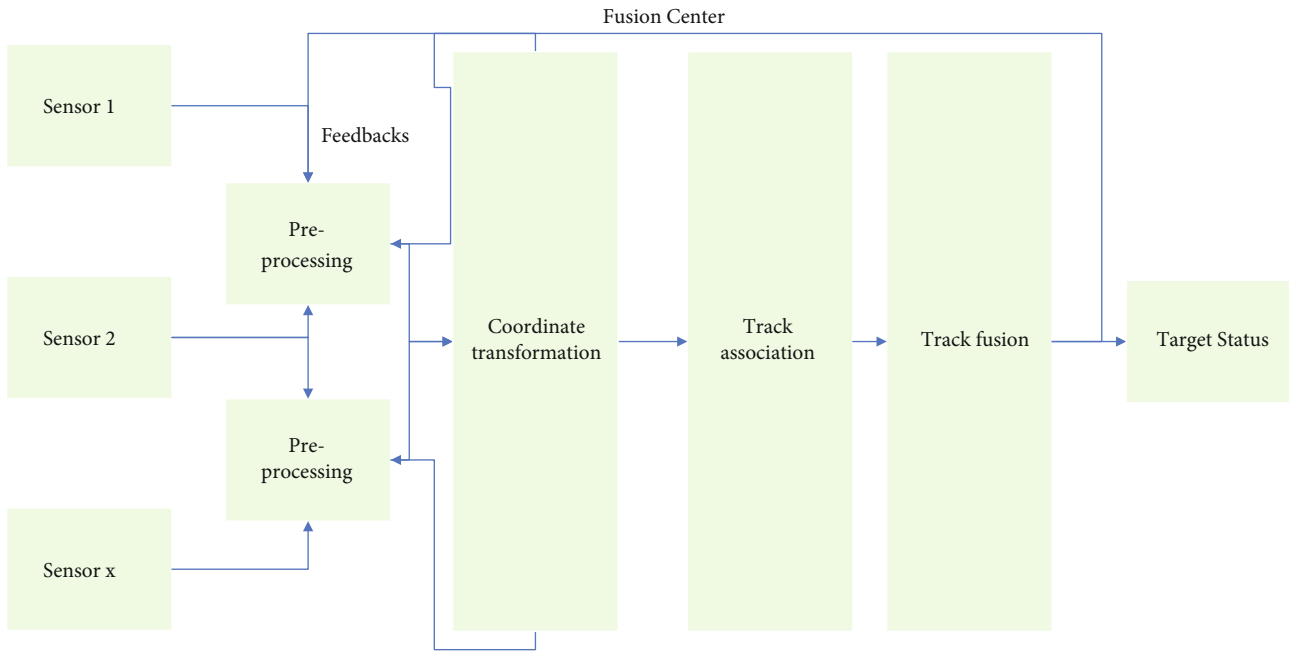 Fusion Center
Sensor 1
Feedbacks
Pre-
processing
Sensor 2
Pre-
processing
Sensor x
Coordinate
transformation
Track
association
Track fusion
Target Status